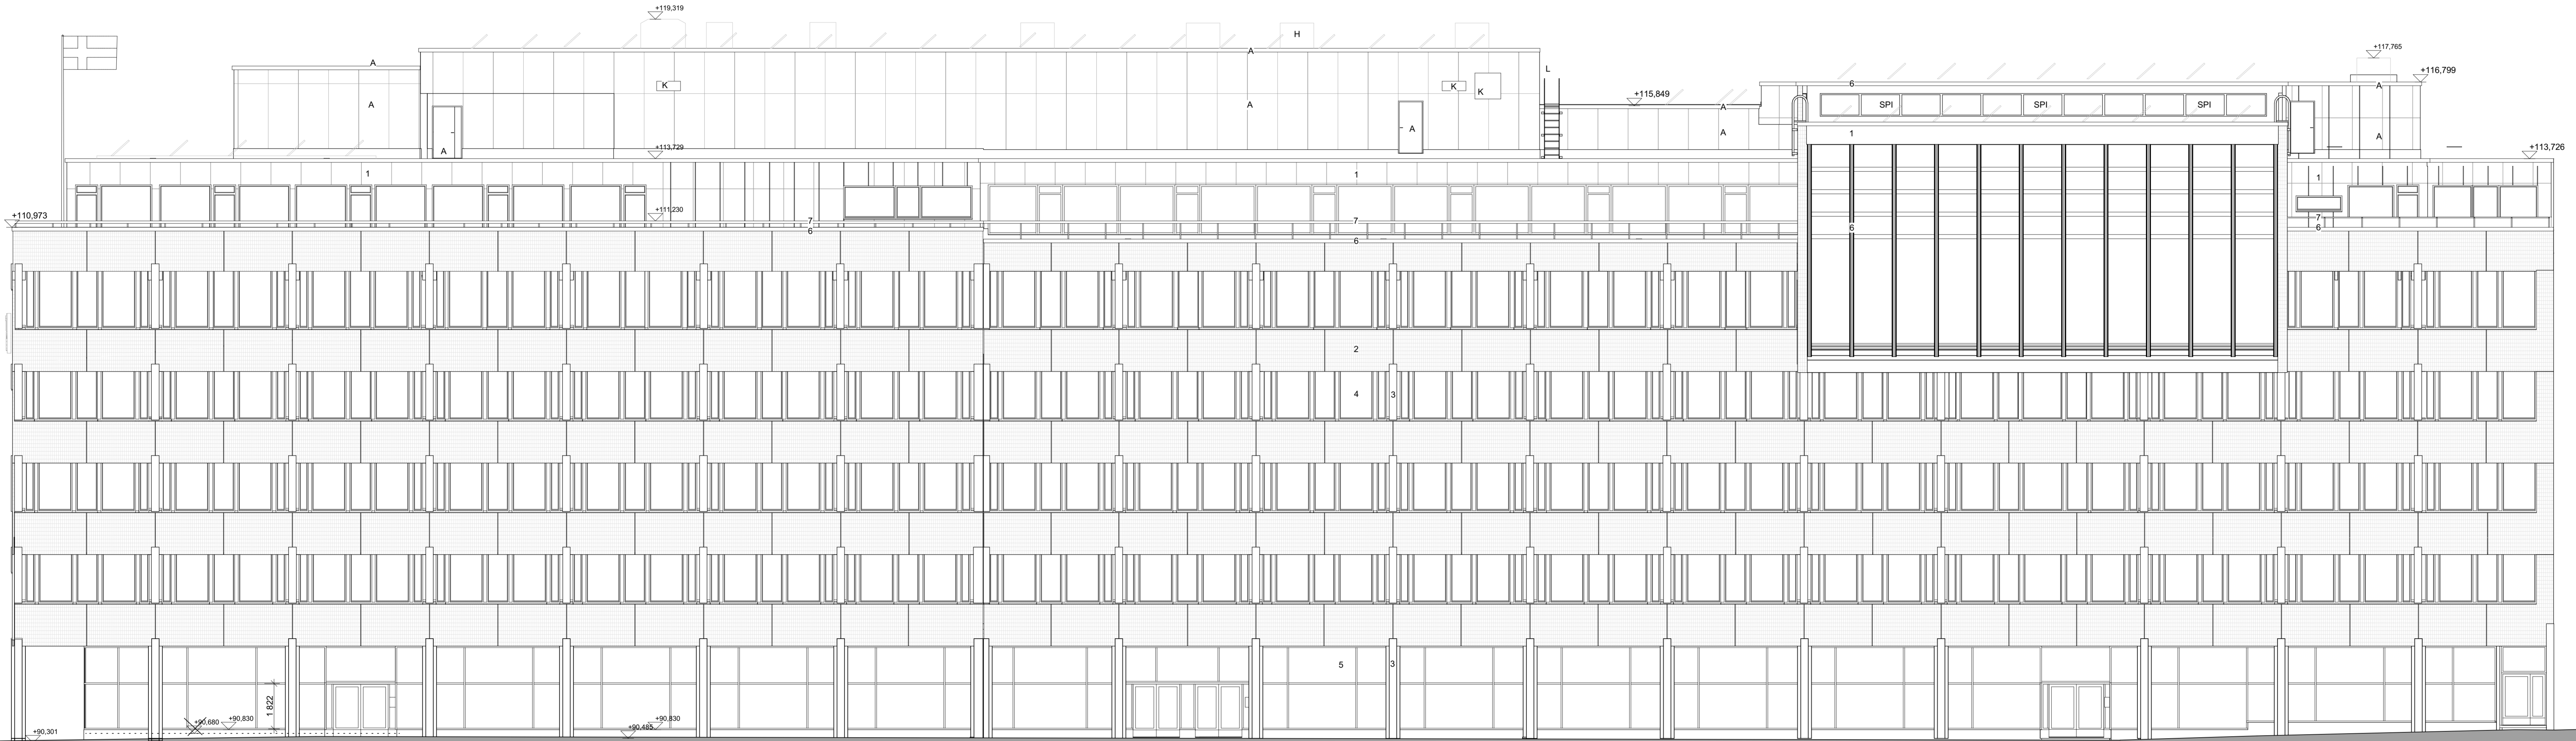 +119,319
H
+117,765
A
A
L
+116,799
6
A
K
K
K
+115,849
SPI
SPI
SPI
A
A
A
A
A
A
A
1
A
+113,729
+113,726
1
1
1
+110,973
+111,230
7
7
7
6
6
6
6
2
4
3
5
3
1 822
+90,680
+90,830
+90,830
+90,485
+90,301